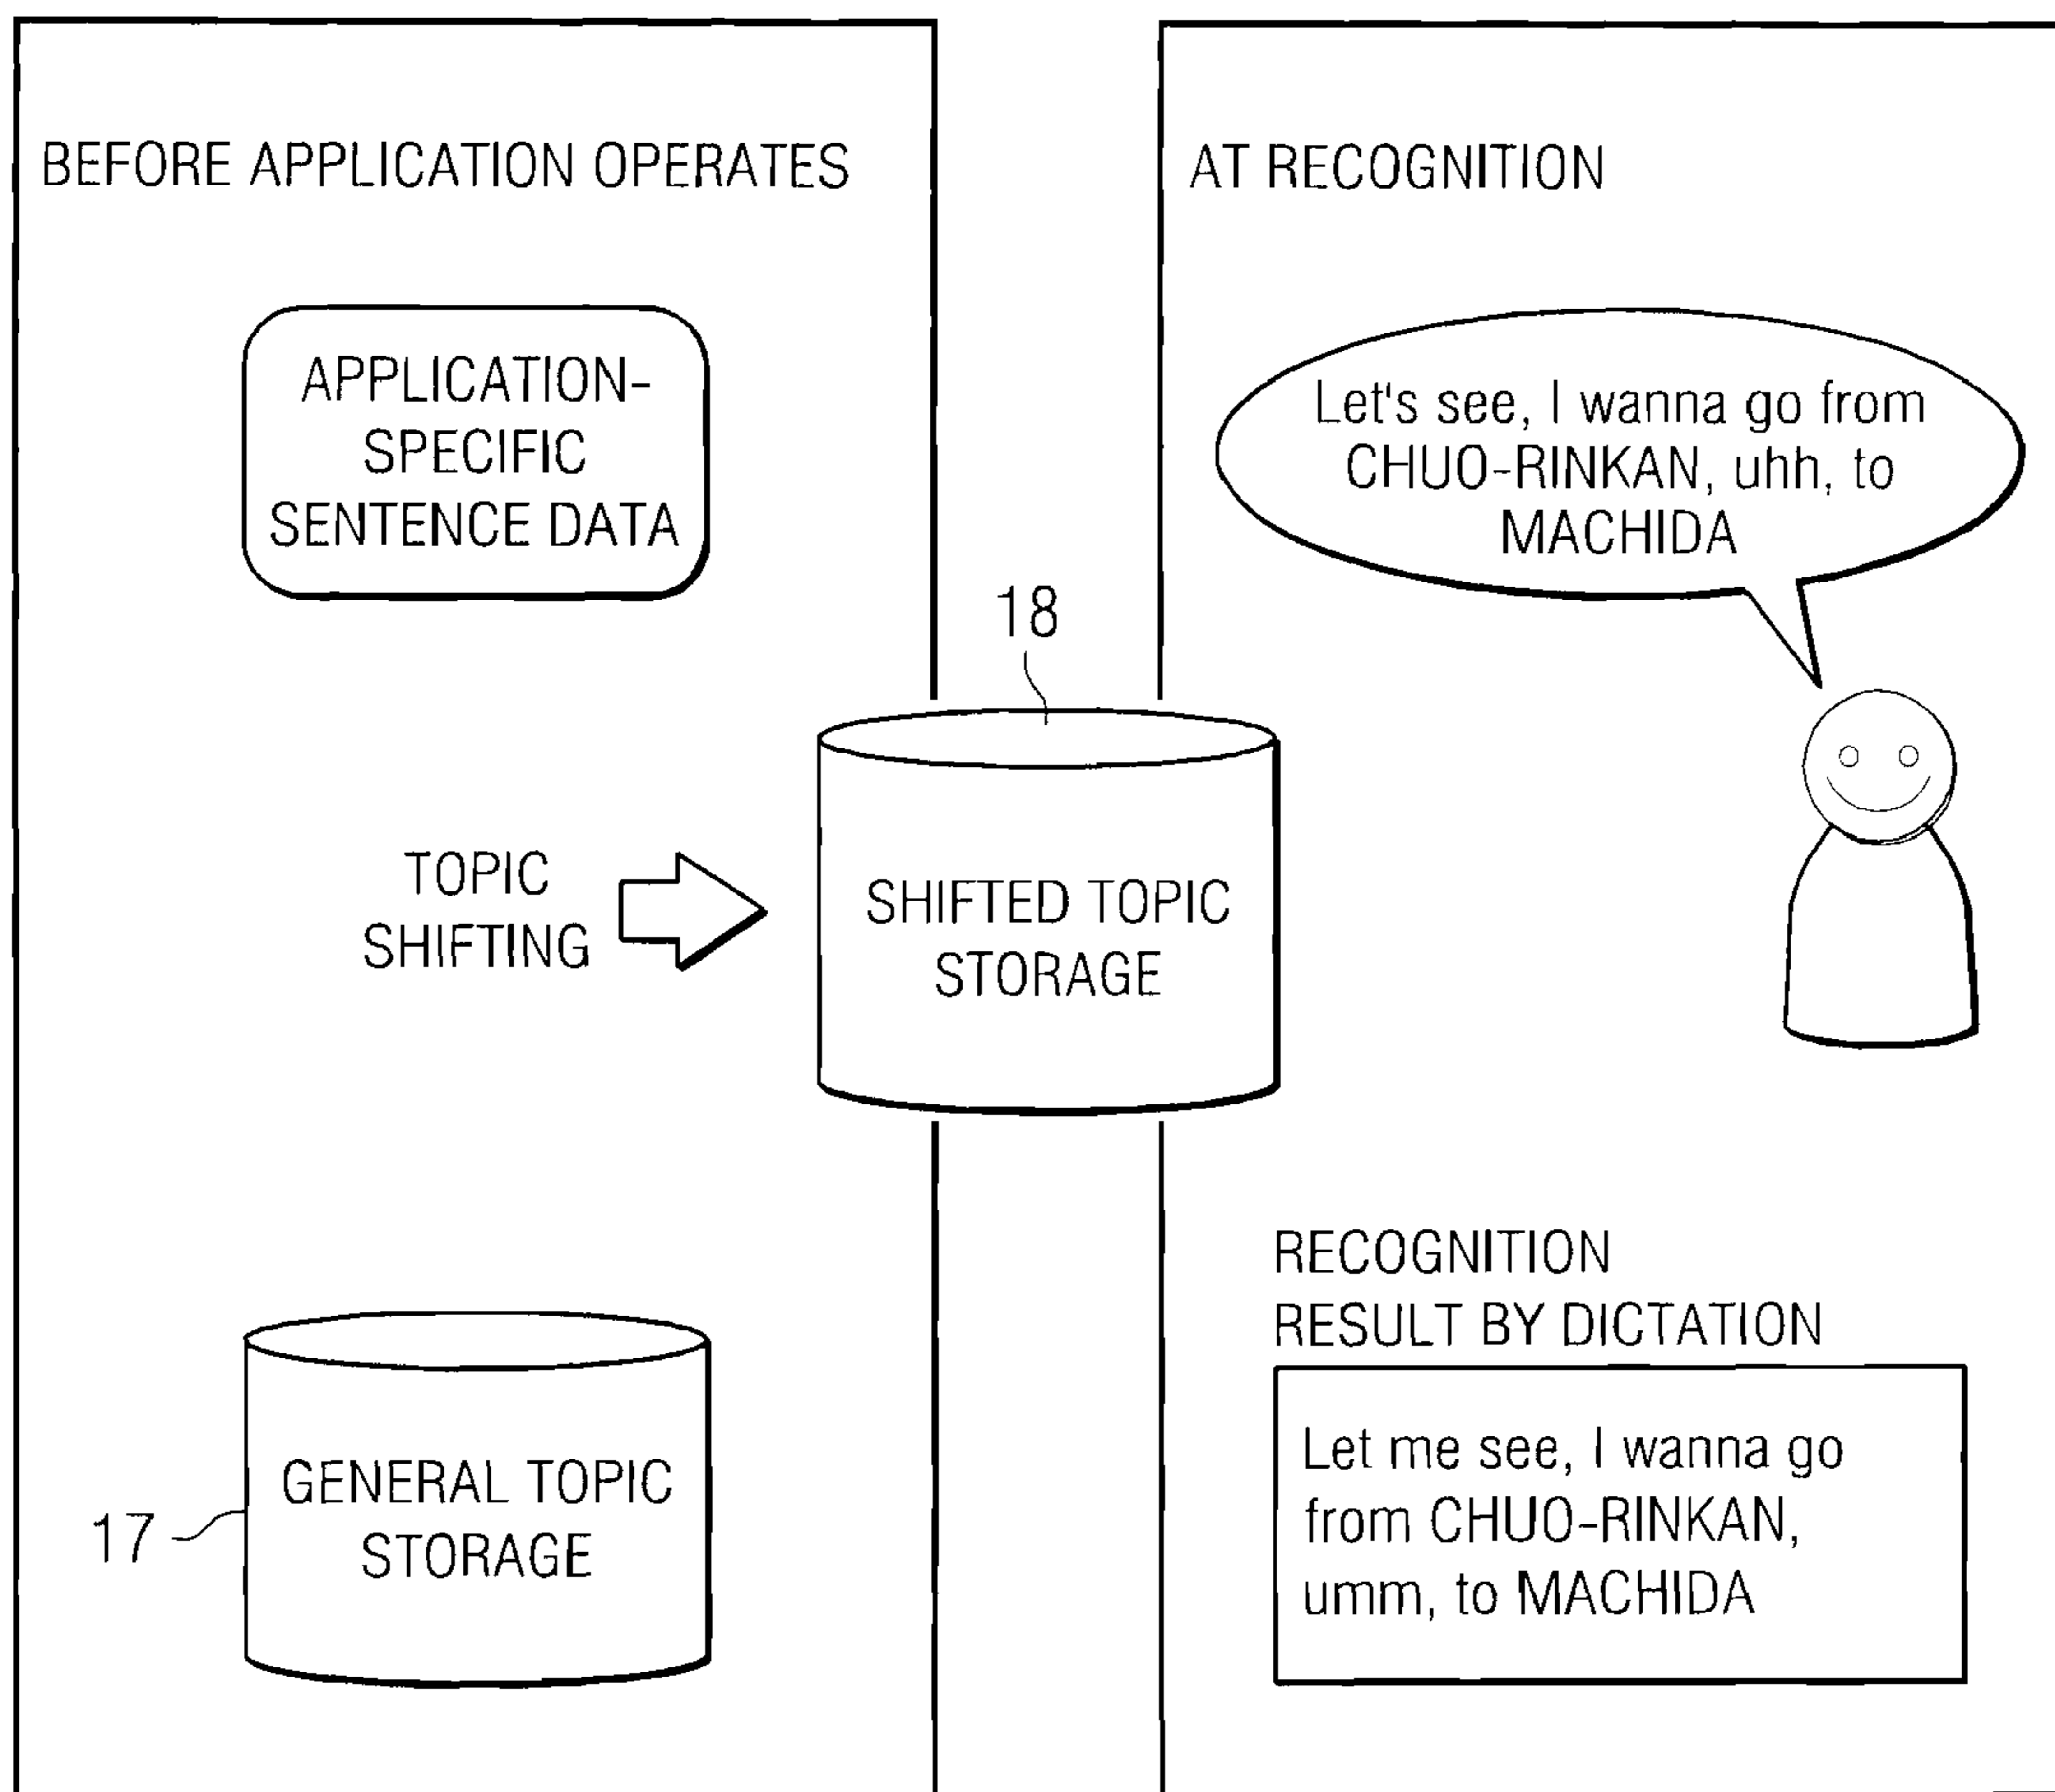 BEFORE APPLICATION OPERATES
APPLICATION-
SPECIFIC
SENTENCE DATA
TOPIC
SHIFTING
18
SHIFTED TOPIC
STORAGE
17
GENERAL TOPIC
STORAGE
AT RECOGNITION
Let's see, I wanna go from
CHUO-RINKAN, uhh, to
MACHIDA
RECOGNITION
RESULT BY DICTATION
Let me see, I wanna go
from CHUO-RINKAN,
umm, to MACHIDA